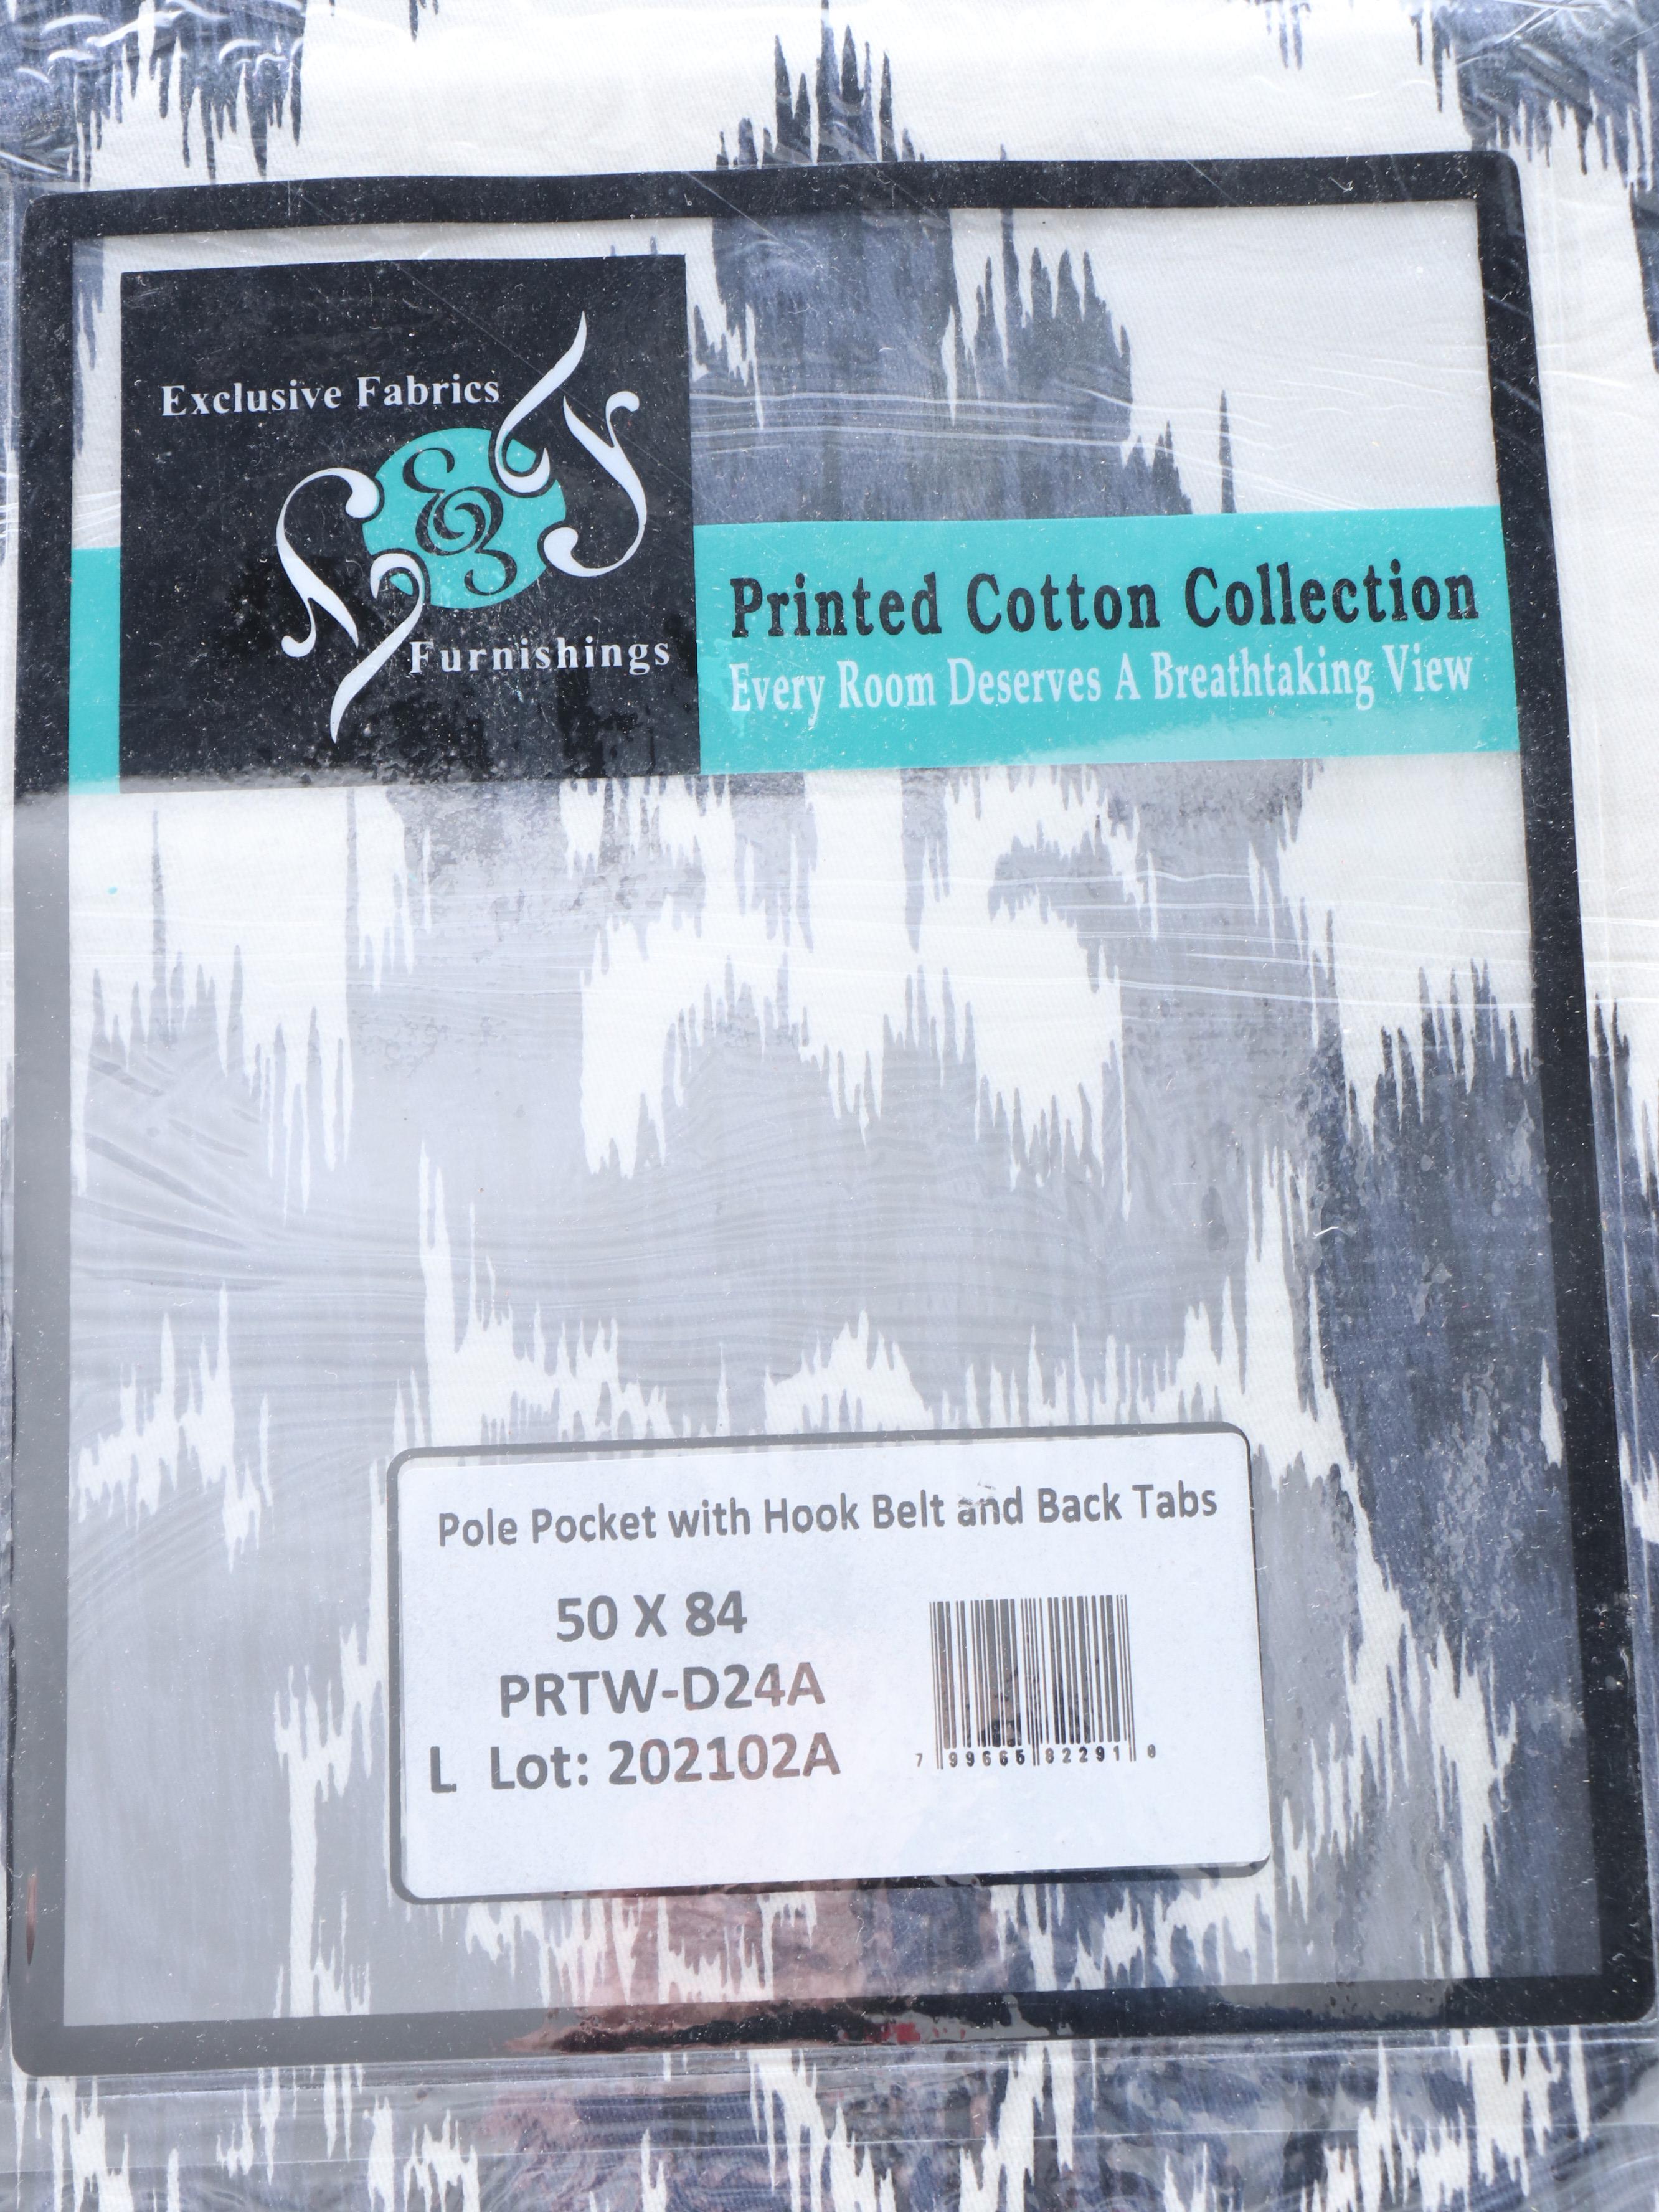 Exclusive Fabrics
&
Furnishings
Printed Cotton Collection
Every Room Deserves A Breathtaking View
Pole Pocket with Hook Belt and Back Tabs
50 X 84
PRTW-D24A
L Lot: 202102A
7 99665 82291 0